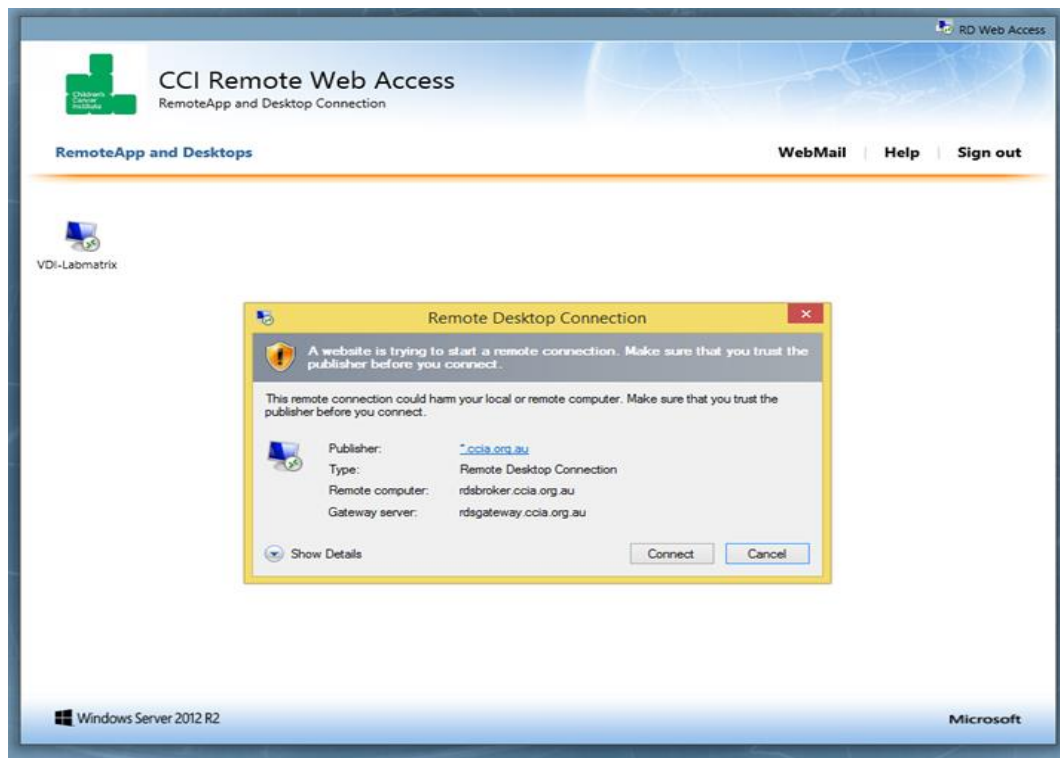 RD Web Access
Children's
Cancer
Institute
CCI Remote Web Access
RemoteApp and Desktop Connection
RemoteApp and Desktops
WebMail | Help | Sign out
VDI-Labmatrix
Remote Desktop Connection
A website is trying to start a remote connection. Make sure that you trust the
publisher before you connect.
This remote connection could harm your local or remote computer. Make sure that you trust the
publisher before you connect.
Publisher: *.ccia.org.au
Type: Remote Desktop Connection
Remote computer: rdsbroker.ccia.org.au
Gateway server: rdsgateway.ccia.org.au
Show Details Connect Cancel
Windows Server 2012 R2 Microsoft